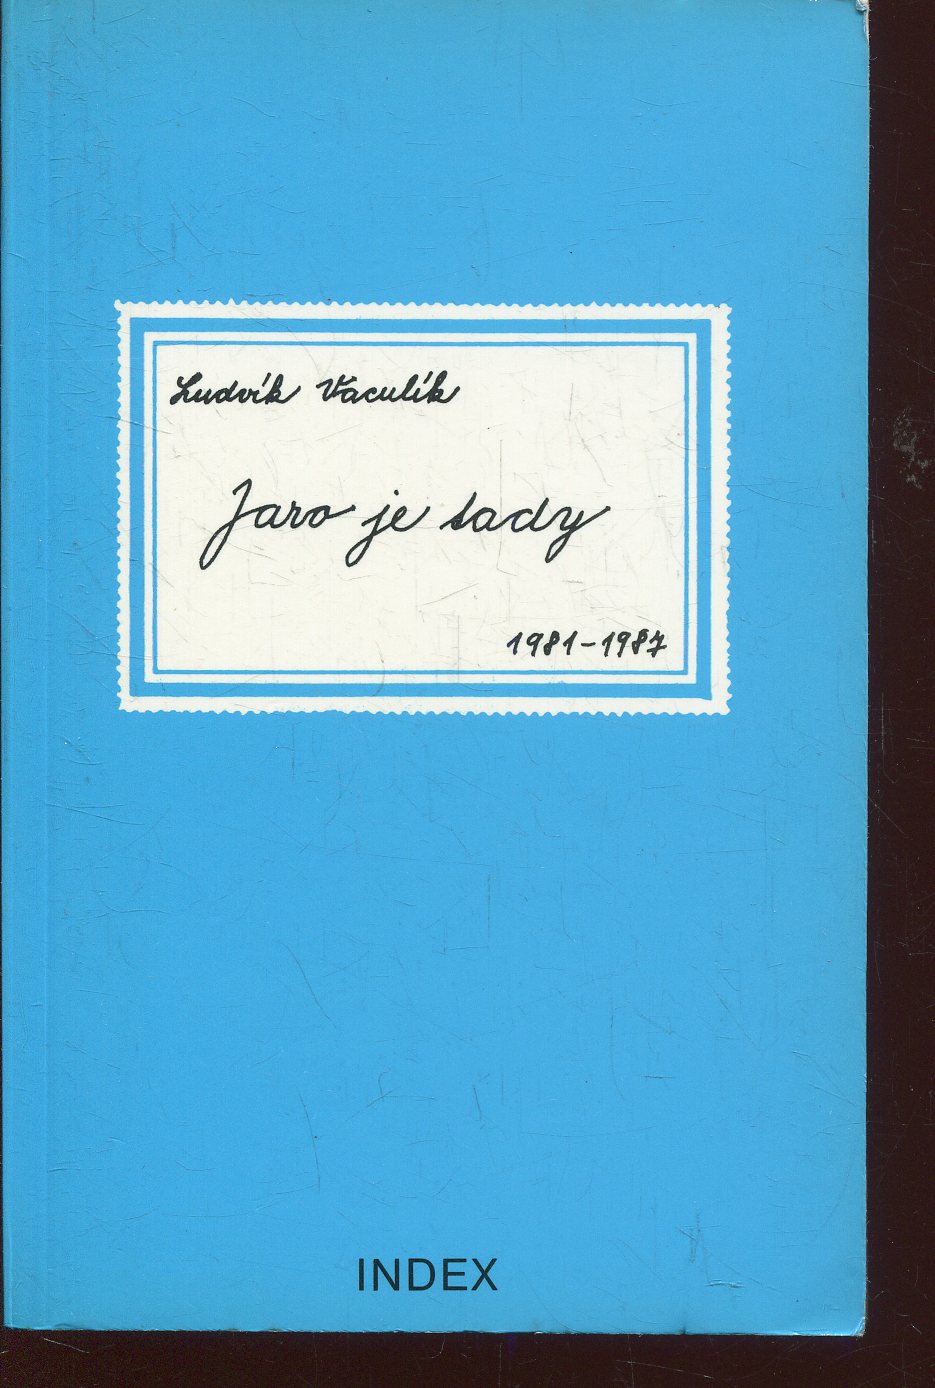 Ludvík Vaculík
Jaro je tady
1981-1987
INDEX